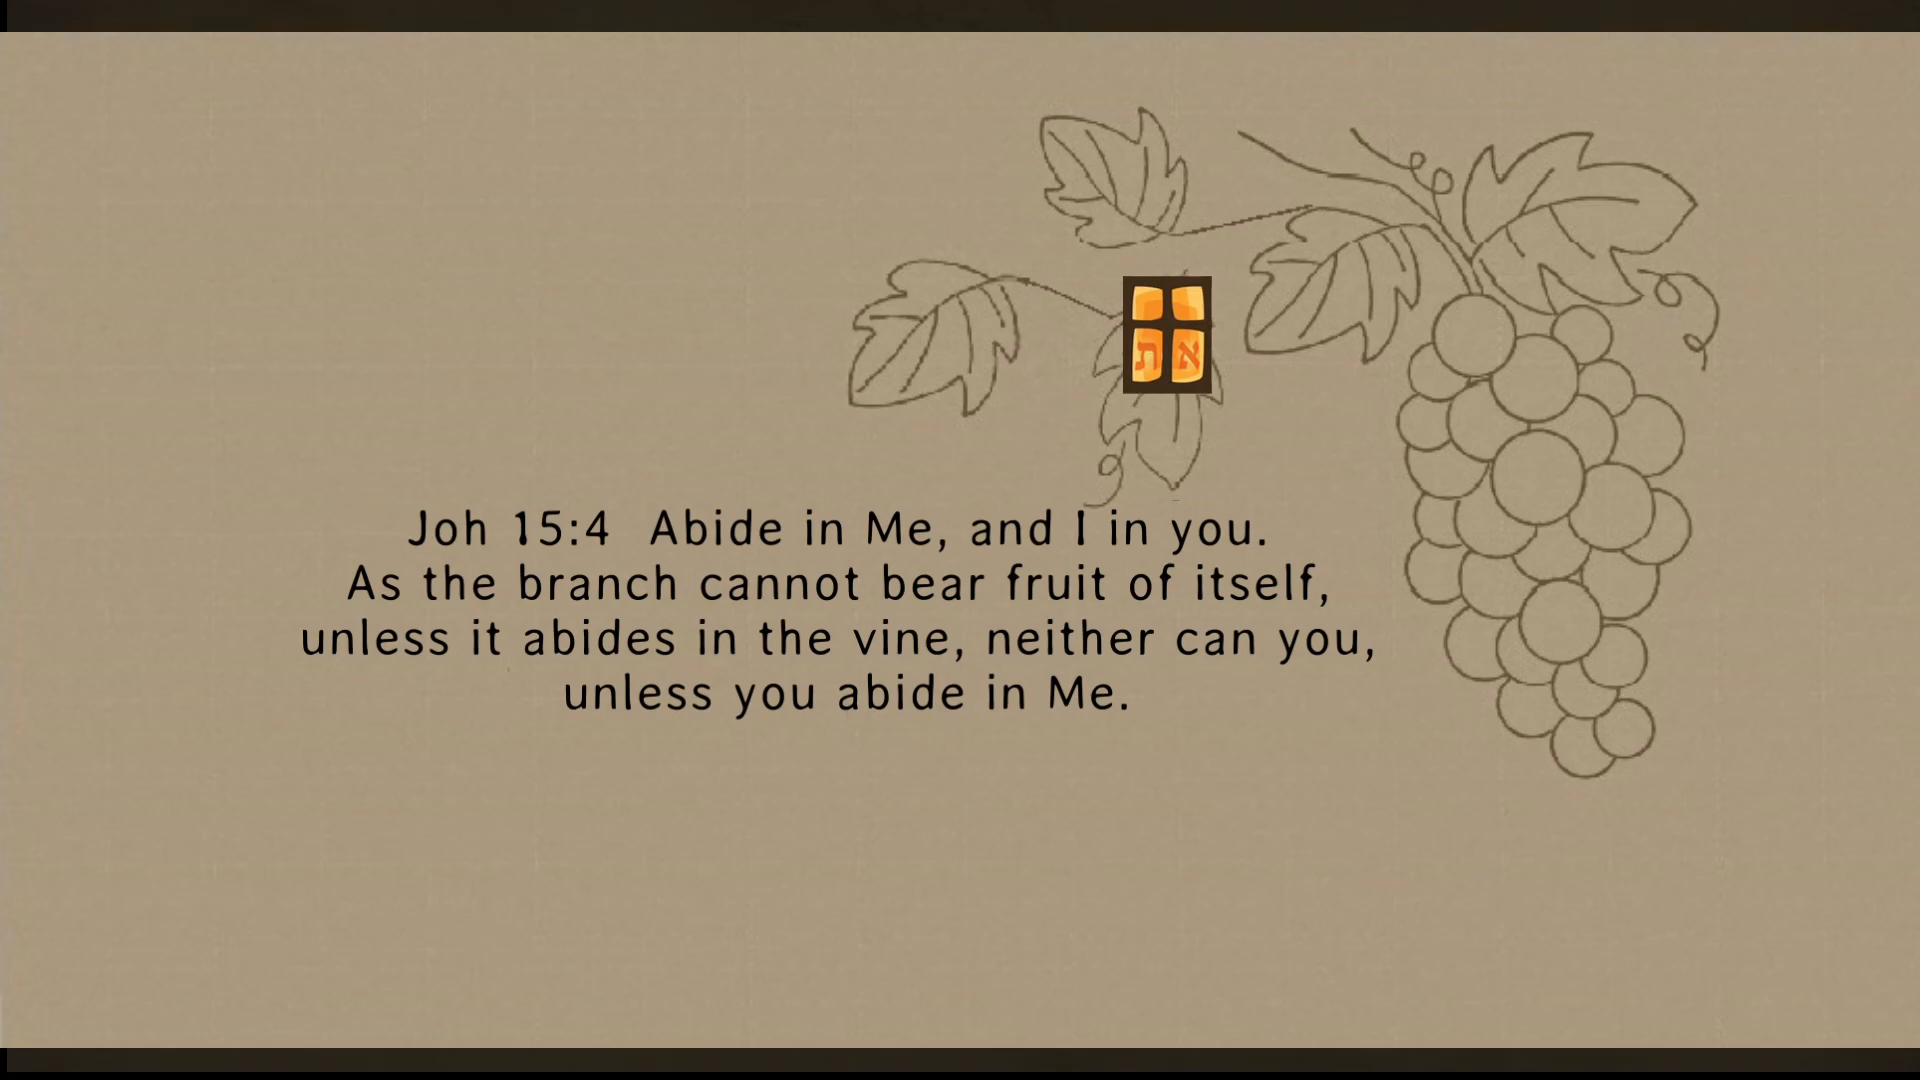 את
Joh 15:4 Abide in Me, and I in you.
As the branch cannot bear fruit of itself,
unless it abides in the vine, neither can you,
unless you abide in Me.